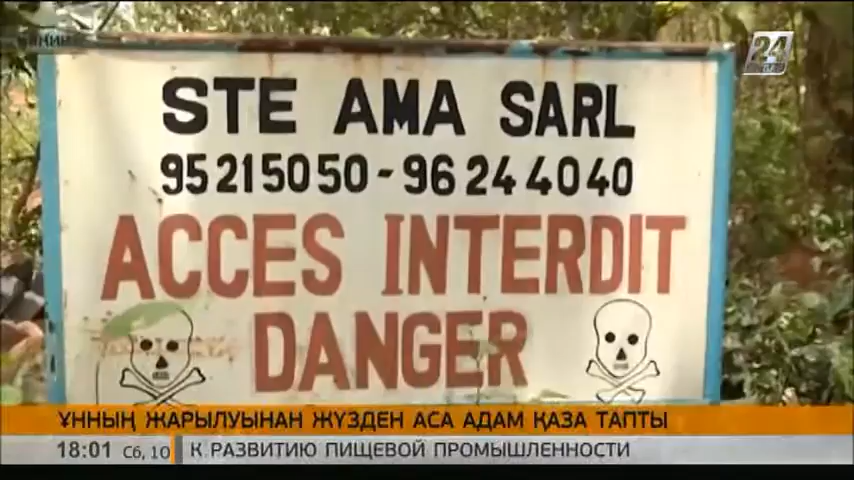 24
STE AMA SARL
95215050-96244040
ACCES INTERDIT
DANGER
ҰННЫҢ ЖАРЫЛУЫНАН ЖҮЗДЕН АСА АДАМ ҚАЗА ТАПТЫ
18:01 Сб, 10 К РАЗВИТИЮ ПИЩЕВОЙ ПРОМЫШЛЕННОСТИ